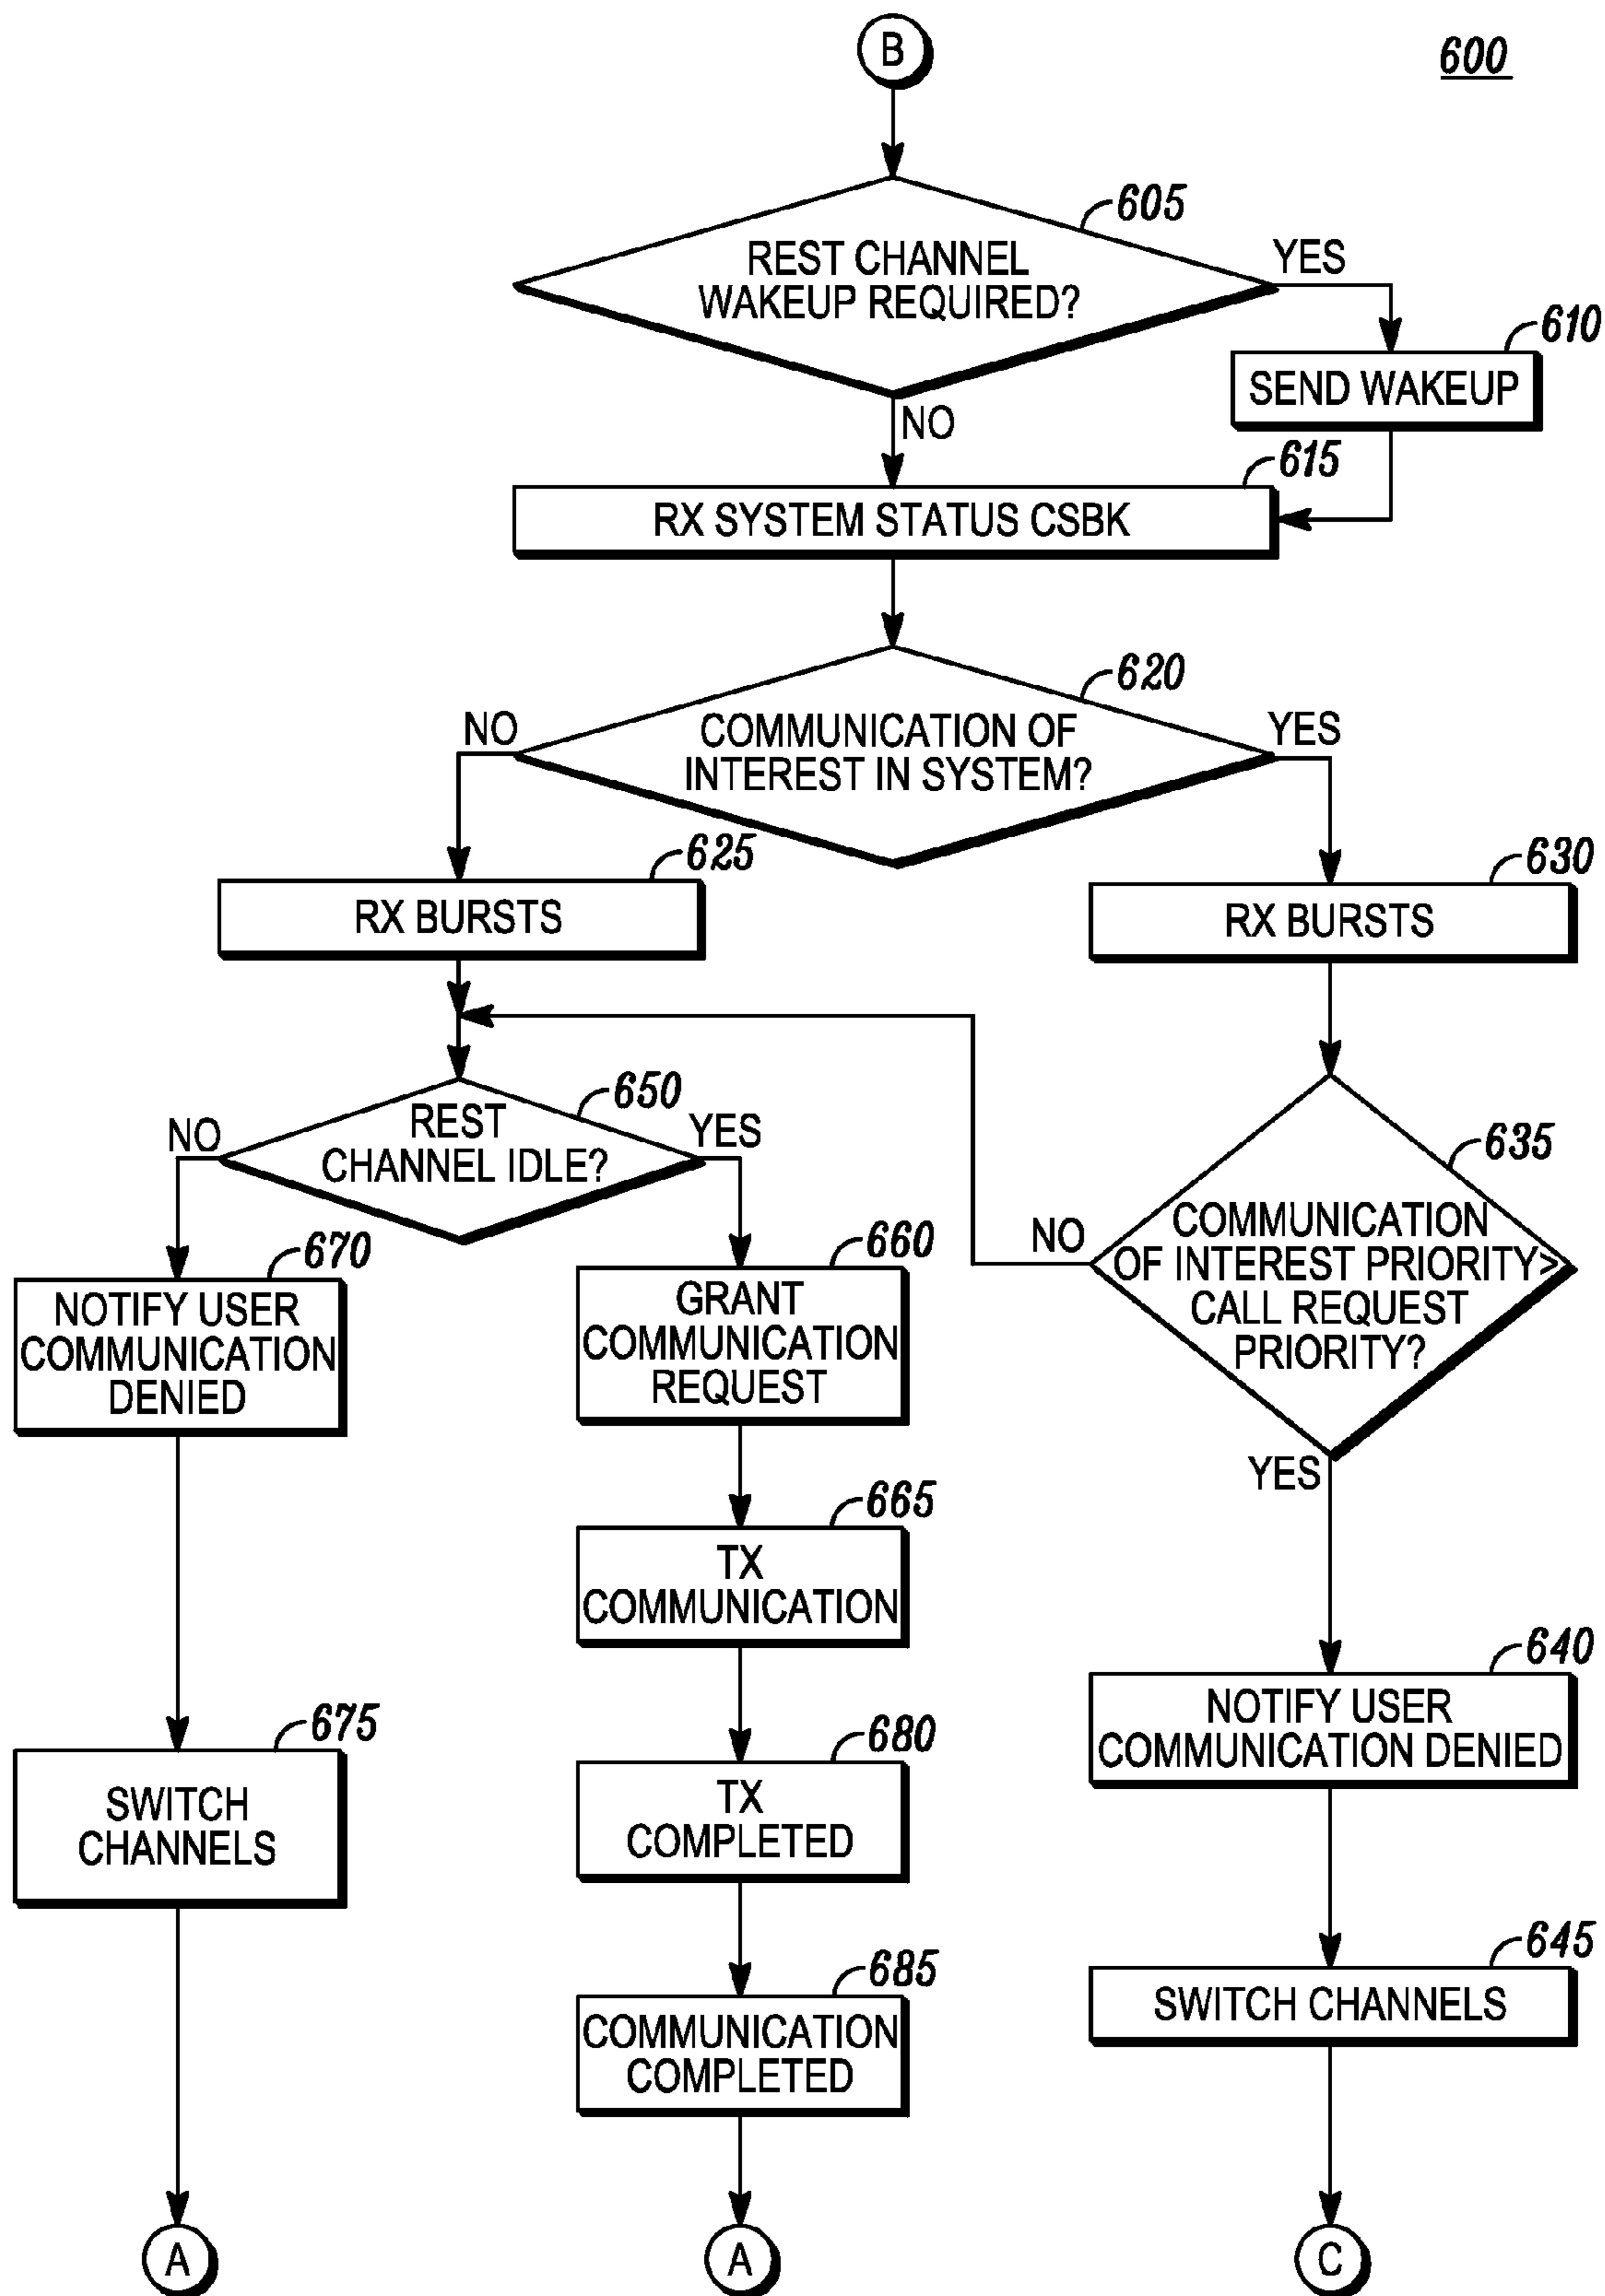 B
600
605
REST CHANNEL
WAKEUP REQUIRED?
YES
610
SEND WAKEUP
NO
615
RX SYSTEM STATUS CSBK
620
NO
COMMUNICATION OF
INTEREST IN SYSTEM?
YES
625
RX BURSTS
630
RX BURSTS
650
NO
REST
CHANNEL IDLE?
YES
635
NO
COMMUNICATION
OF INTEREST PRIORITY>
CALL REQUEST
PRIORITY?
YES
670
NOTIFY USER
COMMUNICATION
DENIED
660
GRANT
COMMUNICATION
REQUEST
665
TX
COMMUNICATION
640
NOTIFY USER
COMMUNICATION DENIED
675
SWITCH
CHANNELS
680
TX
COMPLETED
645
SWITCH CHANNELS
685
COMMUNICATION
COMPLETED
A
A
C